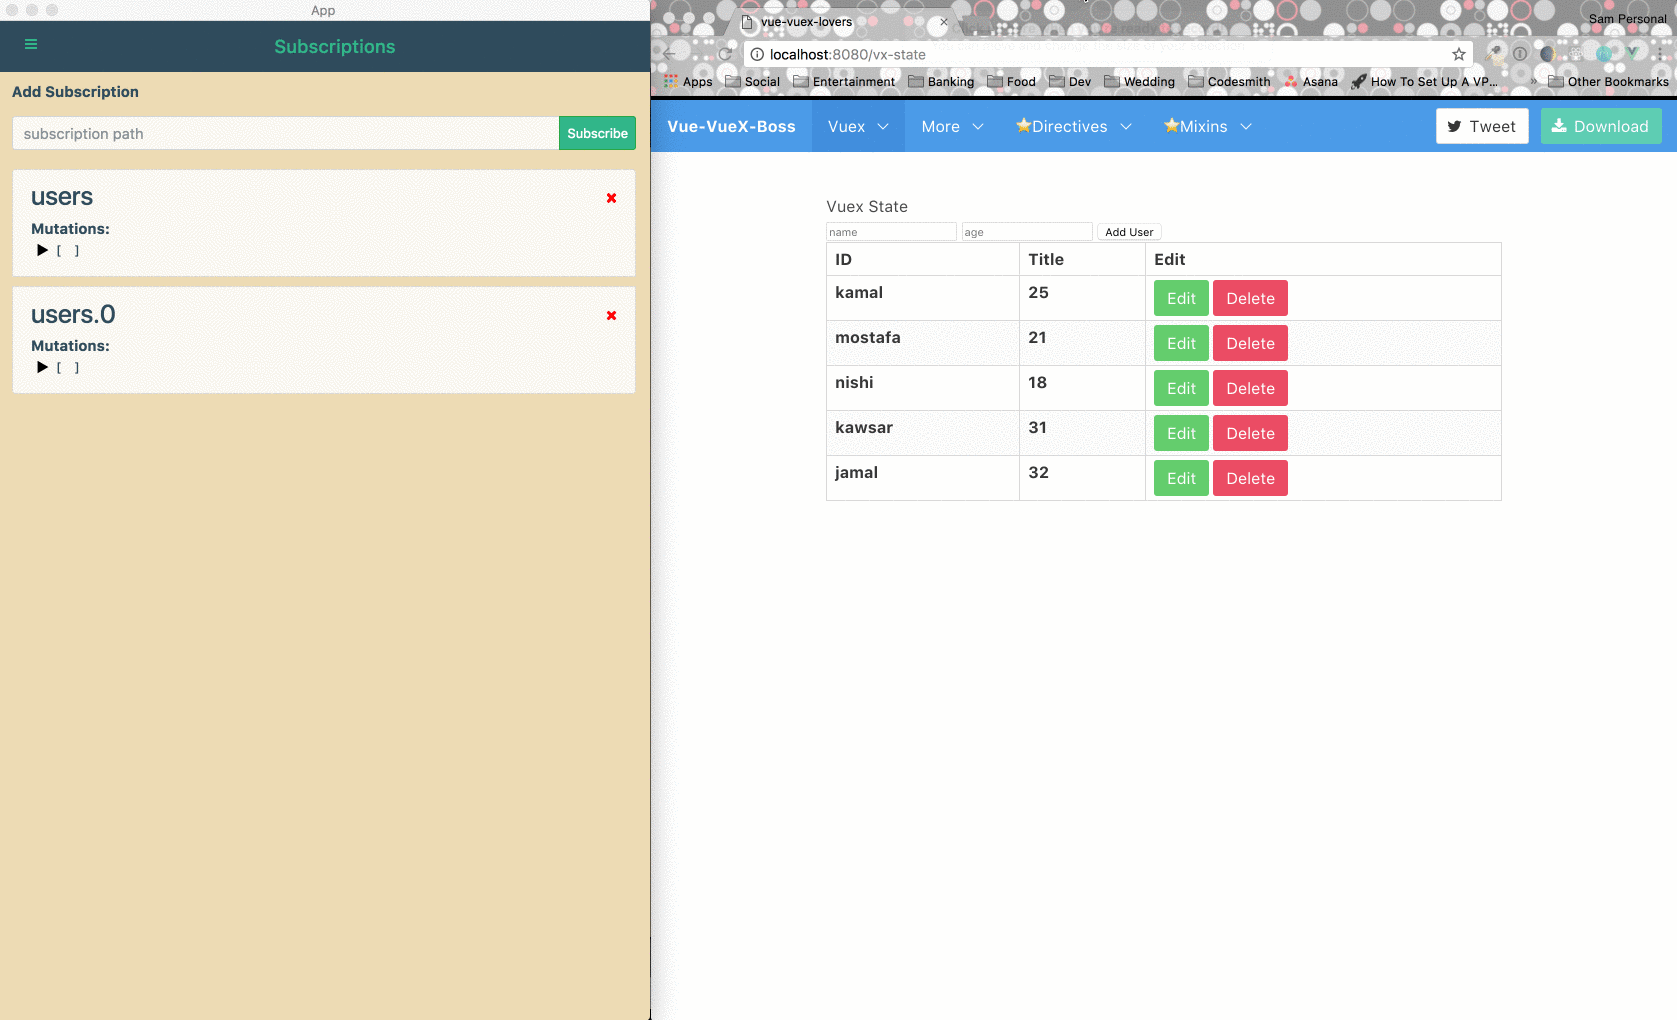 App
Subscriptions
Add Subscription
subscription path
Subscribe
users
Mutations:
[ ]
users.0
Mutations:
[ ]
vue-vuex-lovers
Sam Personal
localhost:8080/vx-state
Apps Social Entertainment Banking Food Dev Wedding Codesmith Asana How To Set Up A VP... » Other Bookmarks
Vue-VueX-Boss Vuex More Directives Mixins Tweet Download
Vuex State
name age Add User
ID Title Edit
kamal 25 Edit Delete
mostafa 21 Edit Delete
nishi 18 Edit Delete
kawsar 31 Edit Delete
jamal 32 Edit Delete